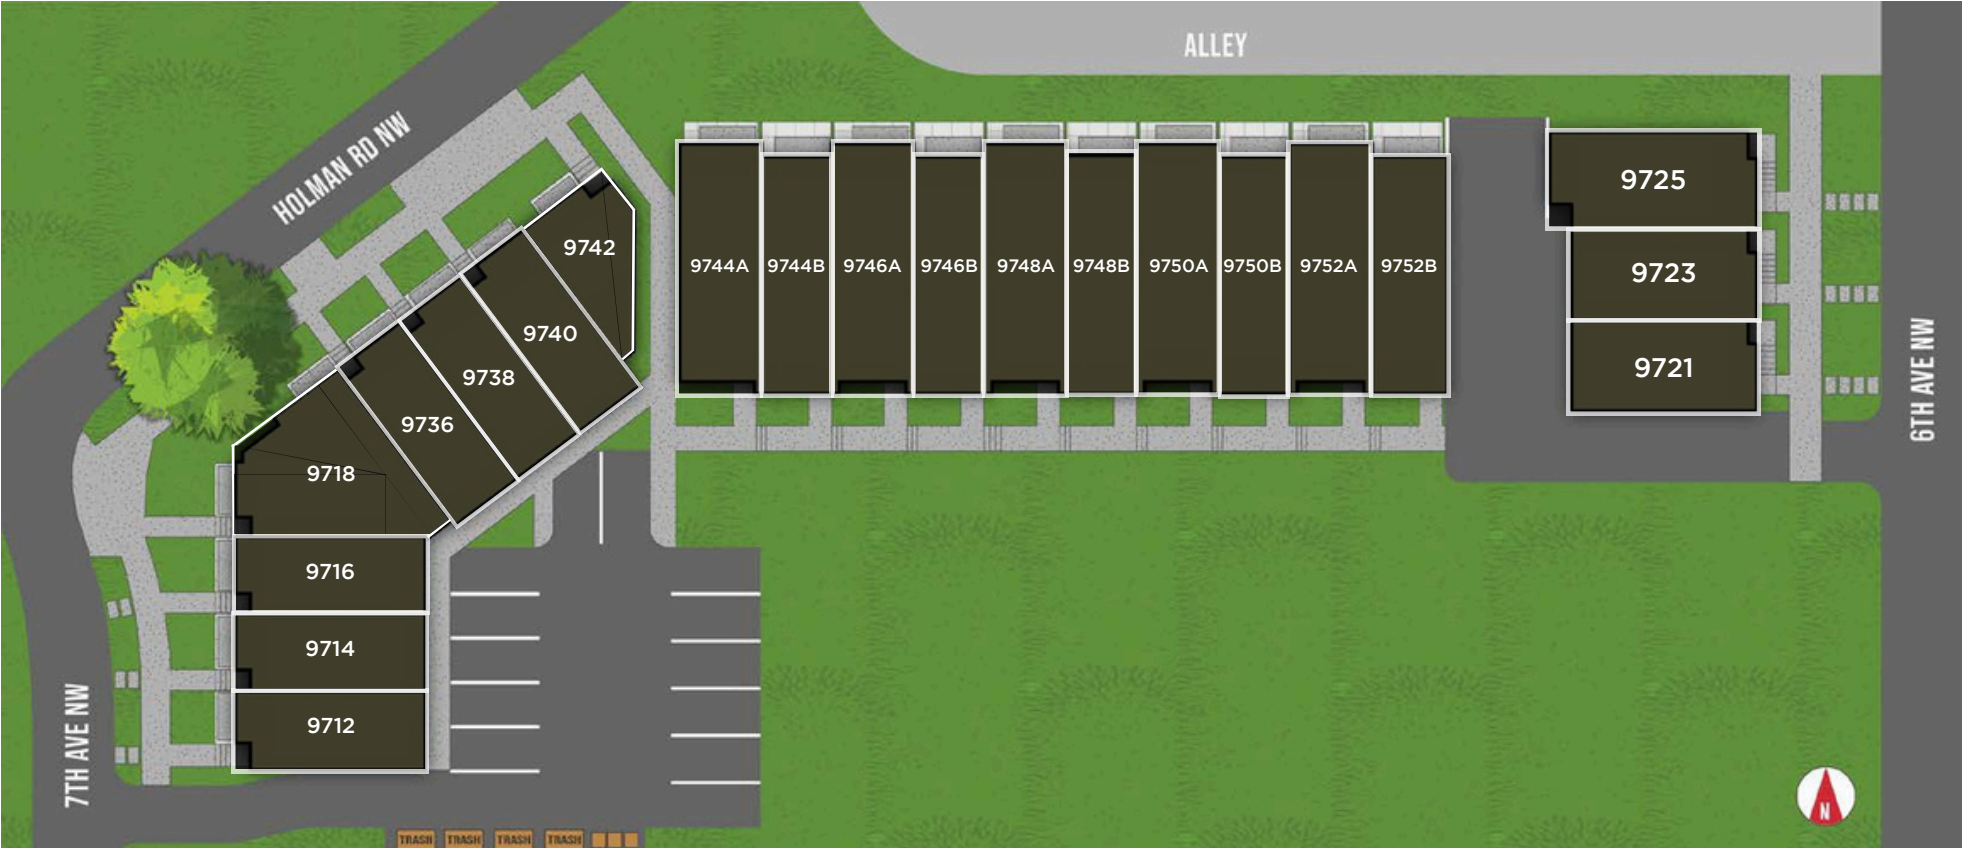 ALLEY
HOLMAN RD NW
9725
9742
9744A
9744B
9746A
9746B
9748A
9748B
9750A
9750B
9752A
9752B
9723
9740
9738
9721
6TH AVE NW
9736
9718
9716
9714
9712
7TH AVE NW
N
TRASH
TRASH
TRASH
TRASH